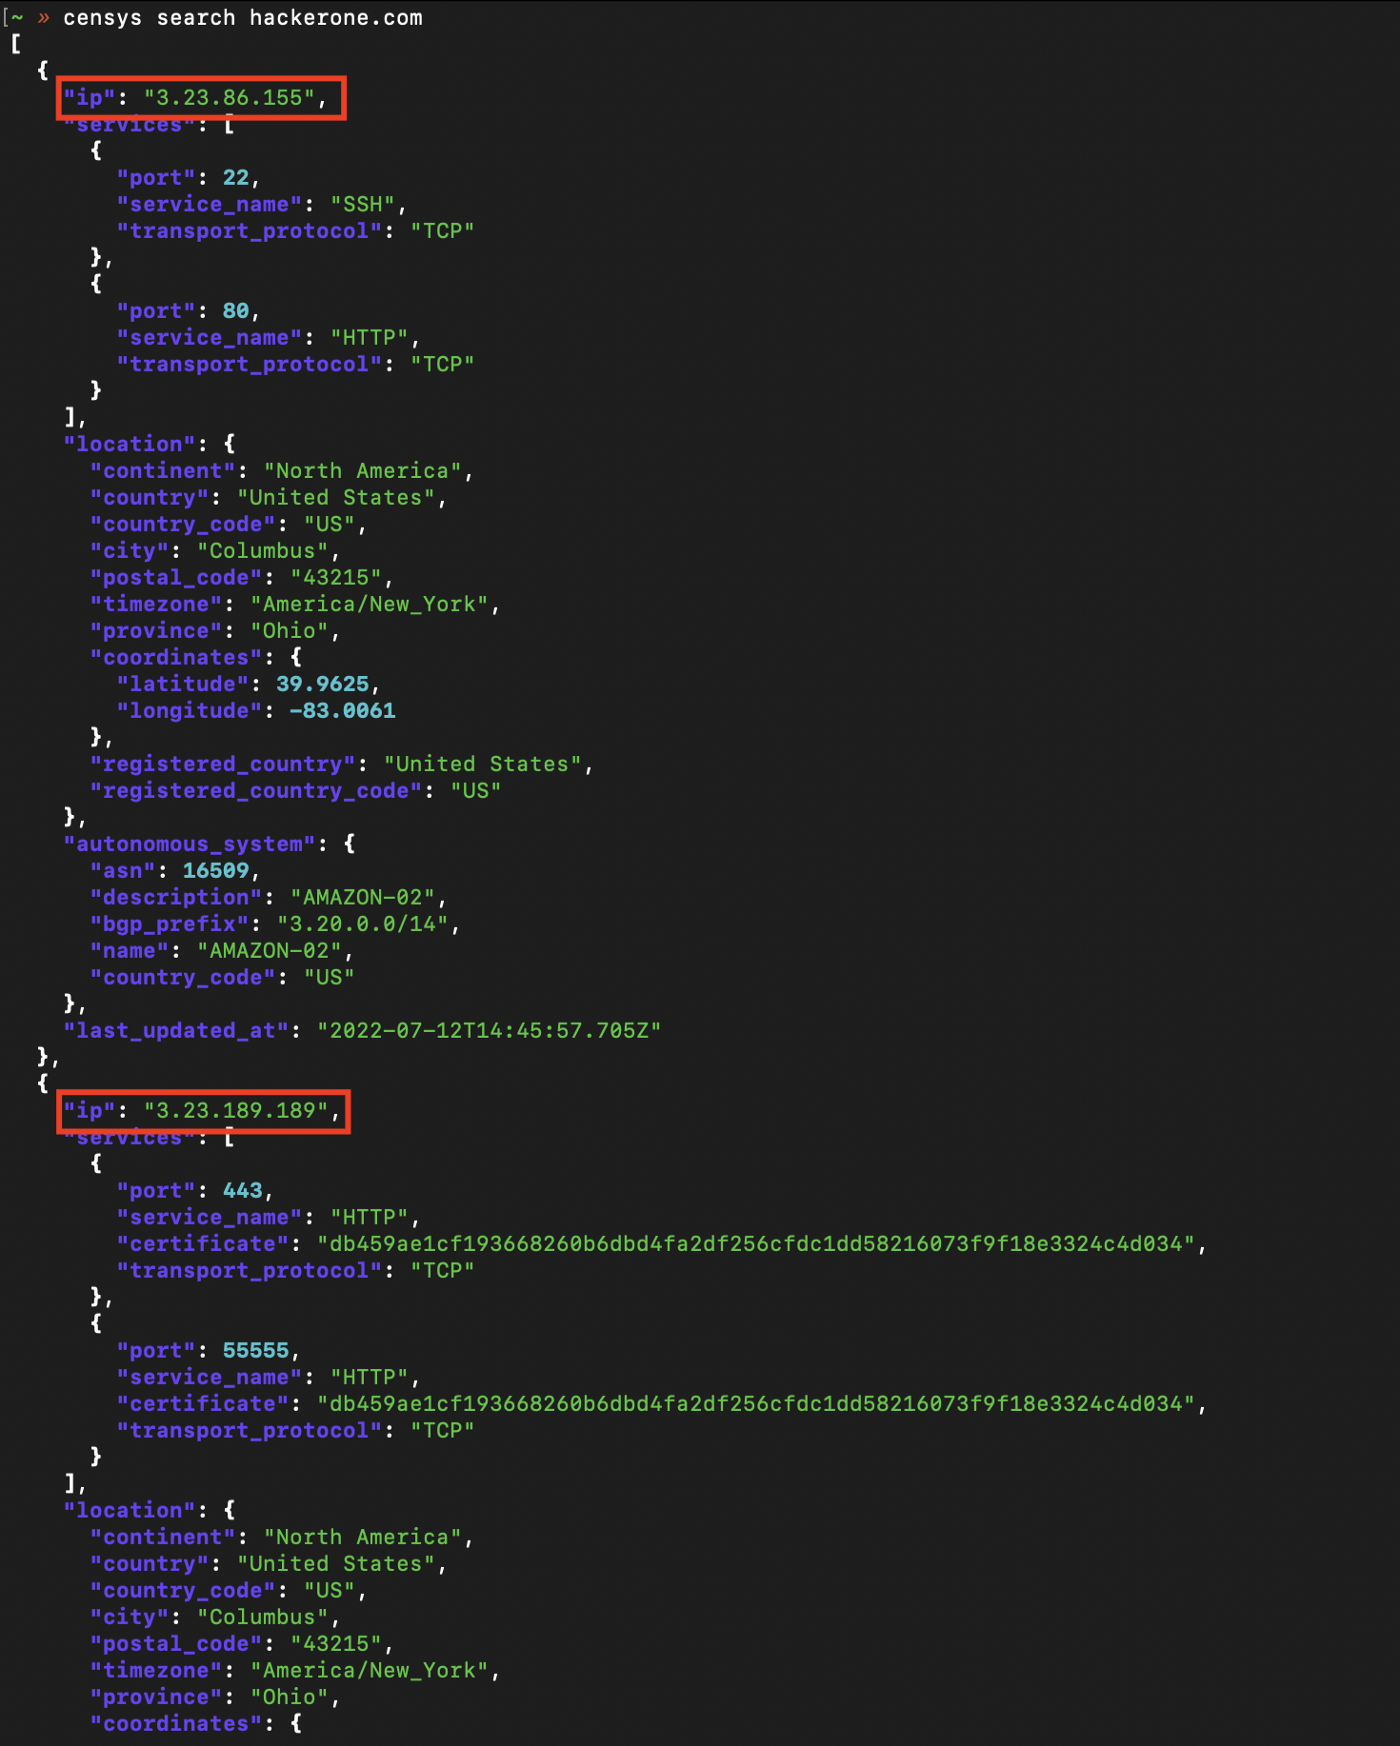 [~ » censys search hackerone.com
[
  {
    "ip": "3.23.86.155",
    "services": [
      {
        "port": 22,
        "service_name": "SSH",
        "transport_protocol": "TCP"
      },
      {
        "port": 80,
        "service_name": "HTTP",
        "transport_protocol": "TCP"
      }
    ],
    "location": {
      "continent": "North America",
      "country": "United States",
      "country_code": "US",
      "city": "Columbus",
      "postal_code": "43215",
      "timezone": "America/New_York",
      "province": "Ohio",
      "coordinates": {
        "latitude": 39.9625,
        "longitude": -83.0061
      },
      "registered_country": "United States",
      "registered_country_code": "US"
    },
    "autonomous_system": {
      "asn": 16509,
      "description": "AMAZON-02",
      "bgp_prefix": "3.20.0.0/14",
      "name": "AMAZON-02",
      "country_code": "US"
    },
    "last_updated_at": "2022-07-12T14:45:57.705Z"
  },
  {
    "ip": "3.23.189.189",
    "services": [
      {
        "port": 443,
        "service_name": "HTTP",
        "certificate": "db459ae1cf193668260b6dbd4fa2df256cfdc1dd58216073f9f18e3324c4d034",
        "transport_protocol": "TCP"
      },
      {
        "port": 55555,
        "service_name": "HTTP",
        "certificate": "db459ae1cf193668260b6dbd4fa2df256cfdc1dd58216073f9f18e3324c4d034",
        "transport_protocol": "TCP"
      }
    ],
    "location": {
      "continent": "North America",
      "country": "United States",
      "country_code": "US",
      "city": "Columbus",
      "postal_code": "43215",
      "timezone": "America/New_York",
      "province": "Ohio",
      "coordinates": {